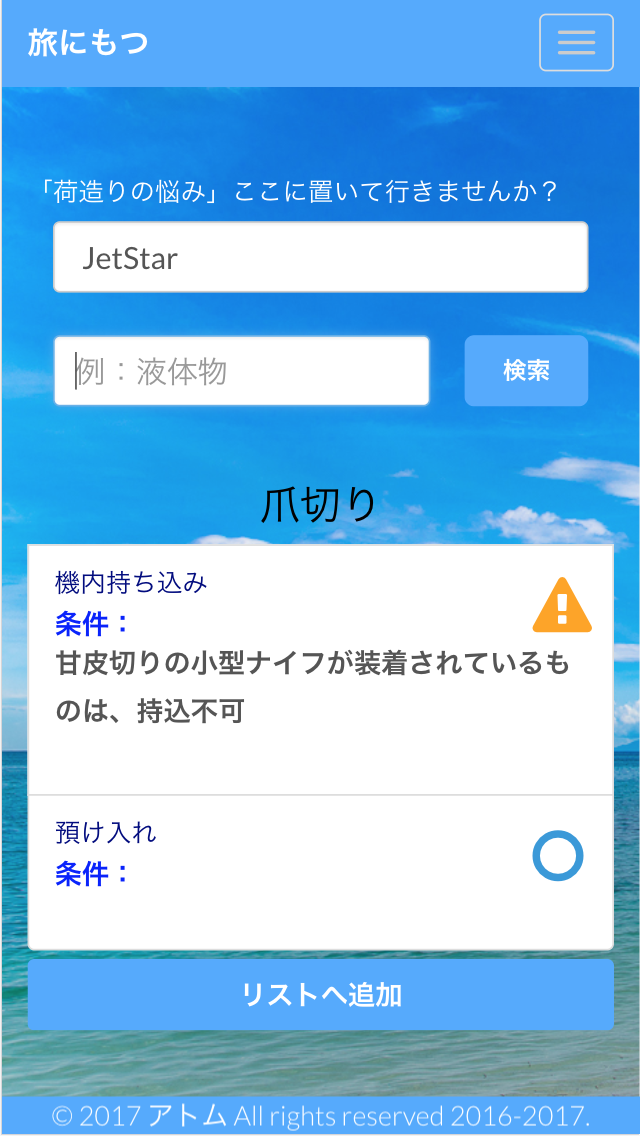 旅にもつ
「荷造りの悩み」ここに置いて行きませんか？
JetStar
例：液体物
検索
爪切り
機内持ち込み
条件：
甘皮切りの小型ナイフが装着されているも
のは、持込不可
預け入れ
条件：
リストへ追加
© 2017 アトム All rights reserved 2016-2017.